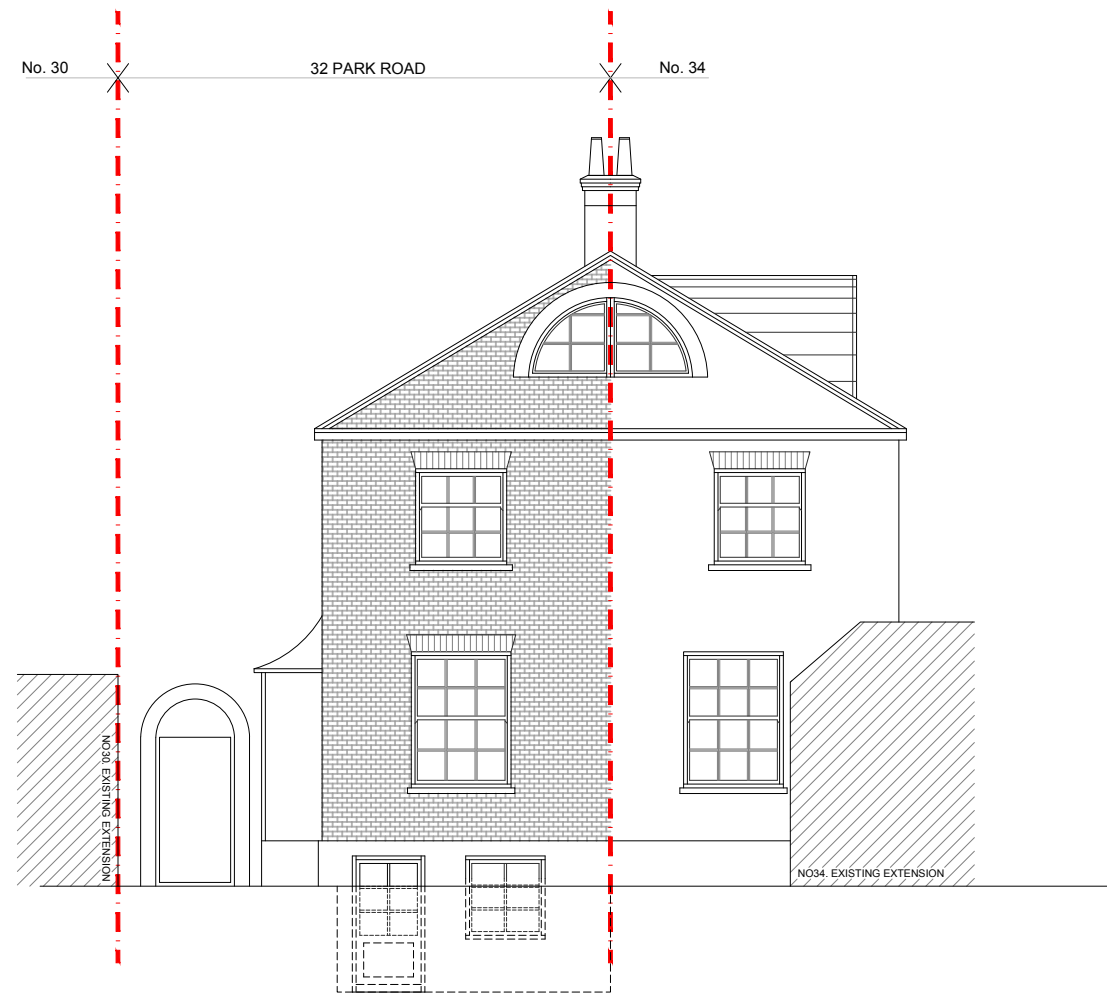 No. 30
32 PARK ROAD
No. 34
NO30. EXISTING EXTENSION
NO34. EXISTING EXTENSION